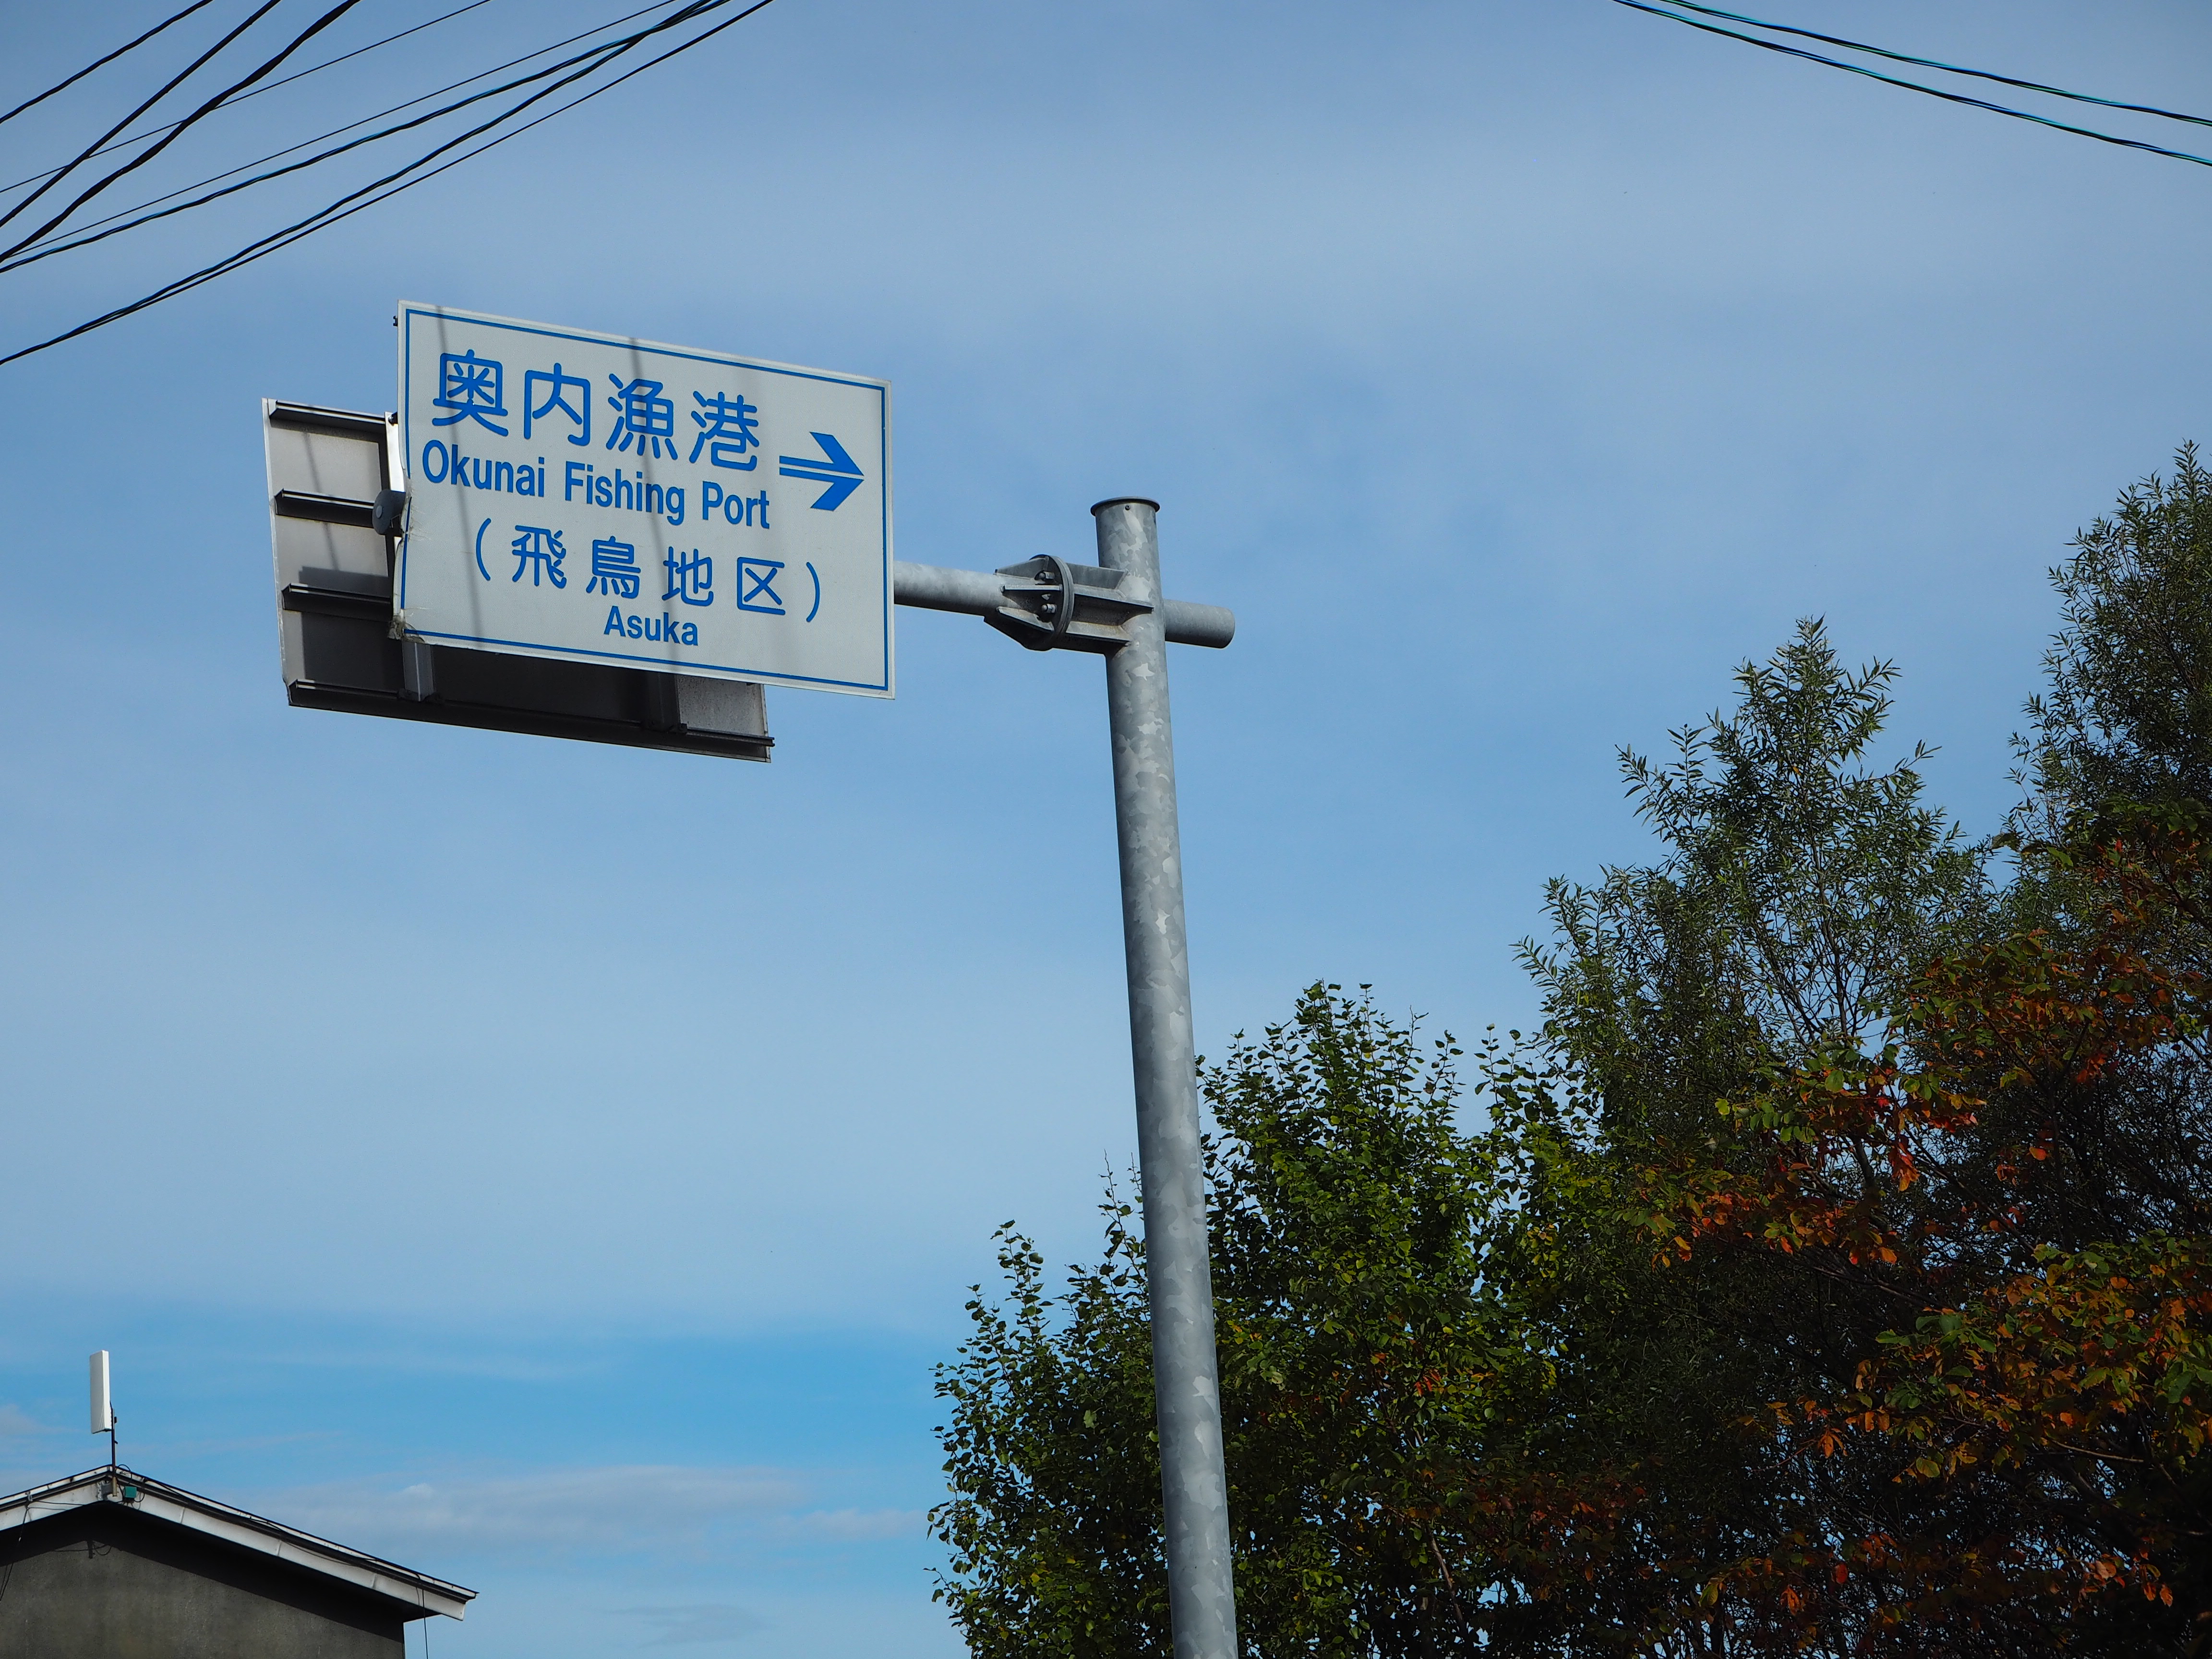 奥内漁港
Okunai Fishing Port
（飛鳥地区）
Asuka